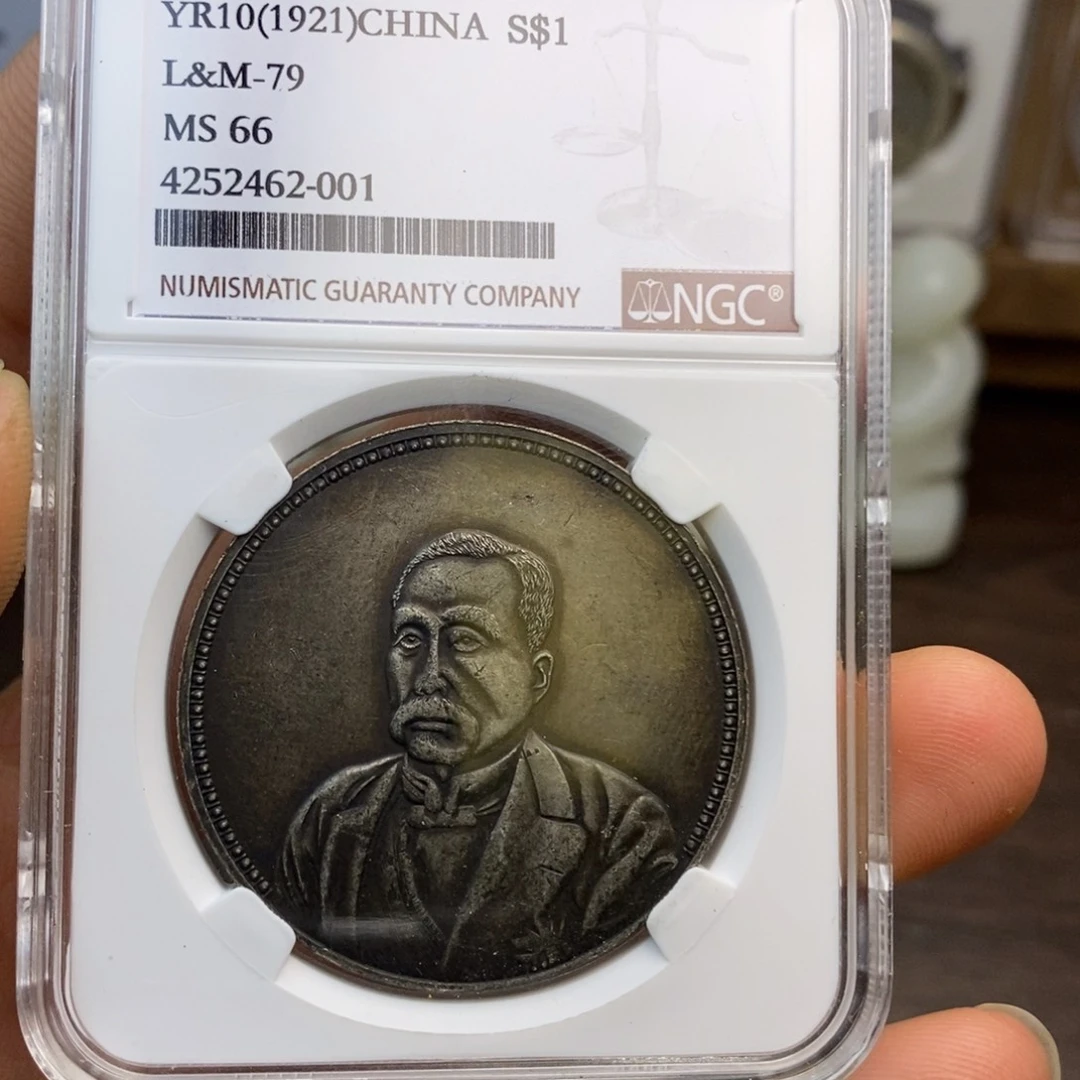 YR10(1921)CHINA S$1
L&M-79
MS 66
4252462-001
NUMISMATIC GUARANTY COMPANY
NGC®